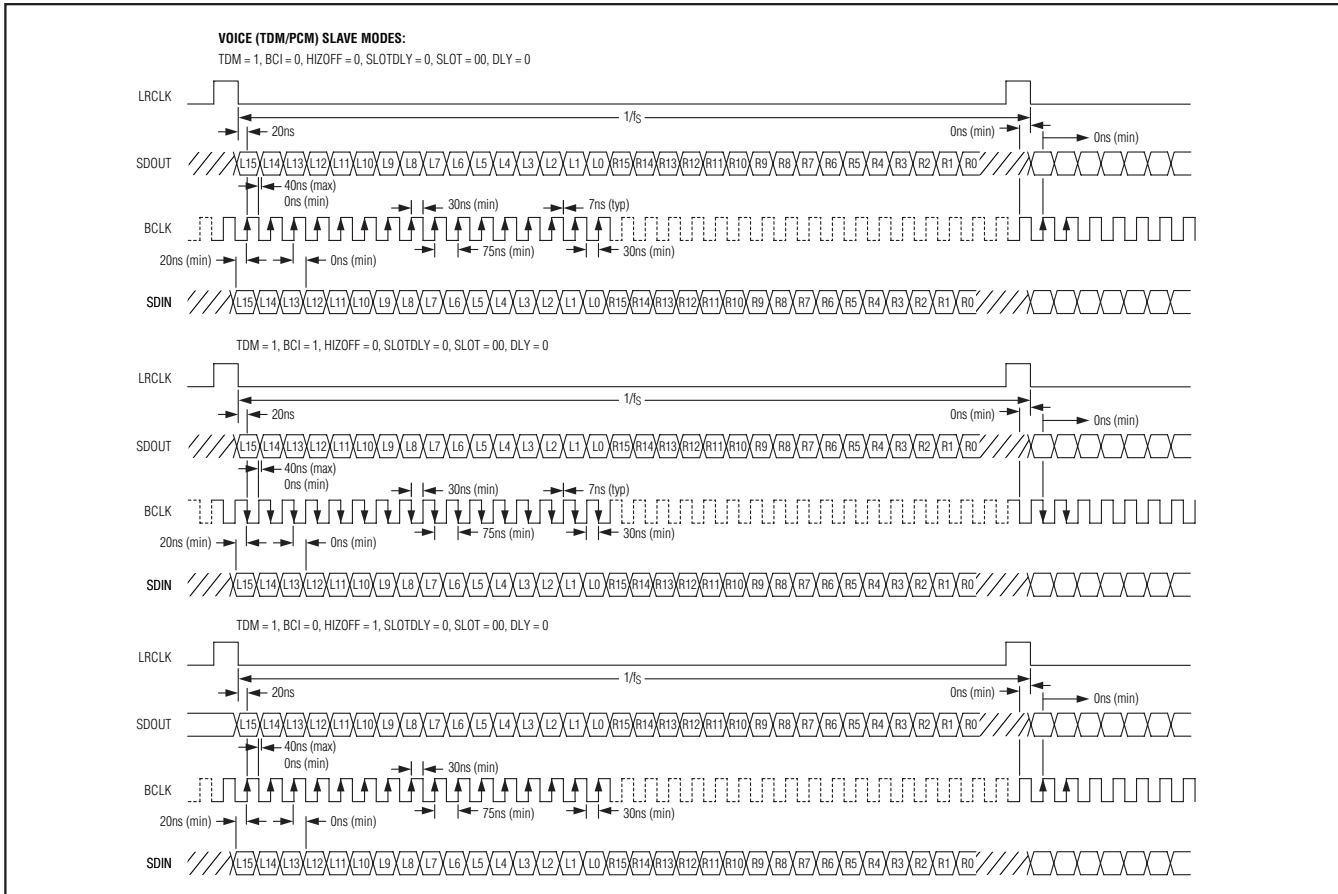 VOICE (TDM/PCM) SLAVE MODES:
TDM = 1, BCI = 0, HIZOFF = 0, SLOTDLY = 0, SLOT = 00, DLY = 0
LRCLK
1/fS
20ns
0ns (min)
0ns (min)
SDOUT
L15 L14 L13 L12 L11 L10 L9 L8 L7 L6 L5 L4 L3 L2 L1 L0 R15 R14 R13 R12 R11 R10 R9 R8 R7 R6 R5 R4 R3 R2 R1 R0
40ns (max)
0ns (min)
30ns (min)
7ns (typ)
BCLK
20ns (min)
0ns (min)
75ns (min)
30ns (min)
SDIN
L15 L14 L13 L12 L11 L10 L9 L8 L7 L6 L5 L4 L3 L2 L1 L0 R15 R14 R13 R12 R11 R10 R9 R8 R7 R6 R5 R4 R3 R2 R1 R0
TDM = 1, BCI = 1, HIZOFF = 0, SLOTDLY = 0, SLOT = 00, DLY = 0
LRCLK
1/fS
20ns
0ns (min)
0ns (min)
SDOUT
L15 L14 L13 L12 L11 L10 L9 L8 L7 L6 L5 L4 L3 L2 L1 L0 R15 R14 R13 R12 R11 R10 R9 R8 R7 R6 R5 R4 R3 R2 R1 R0
40ns (max)
0ns (min)
30ns (min)
7ns (typ)
BCLK
20ns (min)
0ns (min)
75ns (min)
30ns (min)
SDIN
L15 L14 L13 L12 L11 L10 L9 L8 L7 L6 L5 L4 L3 L2 L1 L0 R15 R14 R13 R12 R11 R10 R9 R8 R7 R6 R5 R4 R3 R2 R1 R0
TDM = 1, BCI = 0, HIZOFF = 1, SLOTDLY = 0, SLOT = 00, DLY = 0
LRCLK
1/fS
20ns
0ns (min)
0ns (min)
SDOUT
L15 L14 L13 L12 L11 L10 L9 L8 L7 L6 L5 L4 L3 L2 L1 L0 R15 R14 R13 R12 R11 R10 R9 R8 R7 R6 R5 R4 R3 R2 R1 R0
40ns (max)
0ns (min)
30ns (min)
BCLK
20ns (min)
0ns (min)
75ns (min)
30ns (min)
SDIN
L15 L14 L13 L12 L11 L10 L9 L8 L7 L6 L5 L4 L3 L2 L1 L0 R15 R14 R13 R12 R11 R10 R9 R8 R7 R6 R5 R4 R3 R2 R1 R0